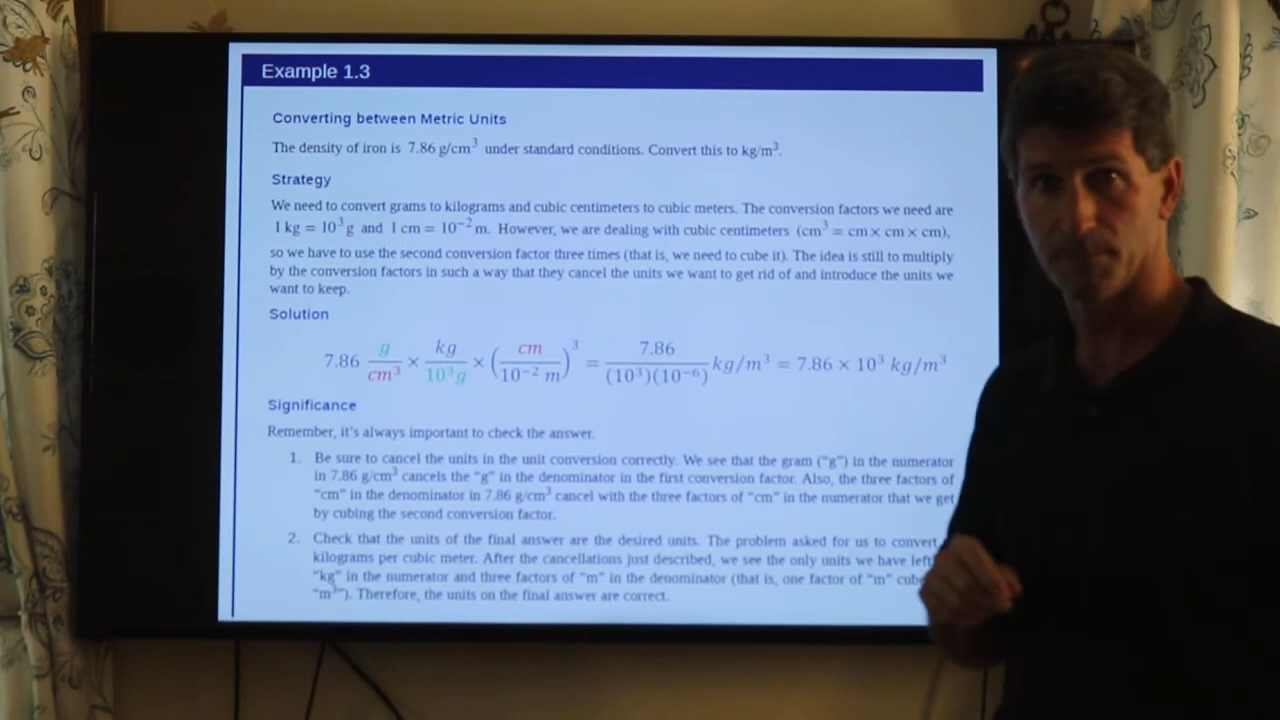 Example 1.3
Converting between Metric Units
The density of iron is 7.86 g/cm³ under standard conditions. Convert this to kg/m³.
Strategy
We need to convert grams to kilograms and cubic centimeters to cubic meters. The conversion factors we need are
1 kg = 10³ g and 1 cm = 10⁻² m. However, we are dealing with cubic centimeters (cm³ = cm × cm × cm),
so we have to use the second conversion factor three times (that is, we need to cube it). The idea is still to multiply
by the conversion factors in such a way that they cancel the units we want to get rid of and introduce the units we
want to keep.
Solution
7.86 g/cm³ × kg/10³g × (cm/10⁻² m)³ = 7.86/(10³)(10⁻⁶) kg/m³ = 7.86 × 10³ kg/m³
Significance
Remember, it's always important to check the answer.
1. Be sure to cancel the units in the unit conversion correctly. We see that the gram ("g") in the numerator
in 7.86 g/cm³ cancels the "g" in the denominator in the first conversion factor. Also, the three factors of
"cm" in the denominator in 7.86 g/cm³ cancel with the three factors of "cm" in the numerator that we get
by cubing the second conversion factor.
2. Check that the units of the final answer are the desired units. The problem asked for us to convert
kilograms per cubic meter. After the cancellations just described, we see the only units we have left
"kg" in the numerator and three factors of "m" in the denominator (that is, one factor of "m" cube
"m³"). Therefore, the units on the final answer are correct.